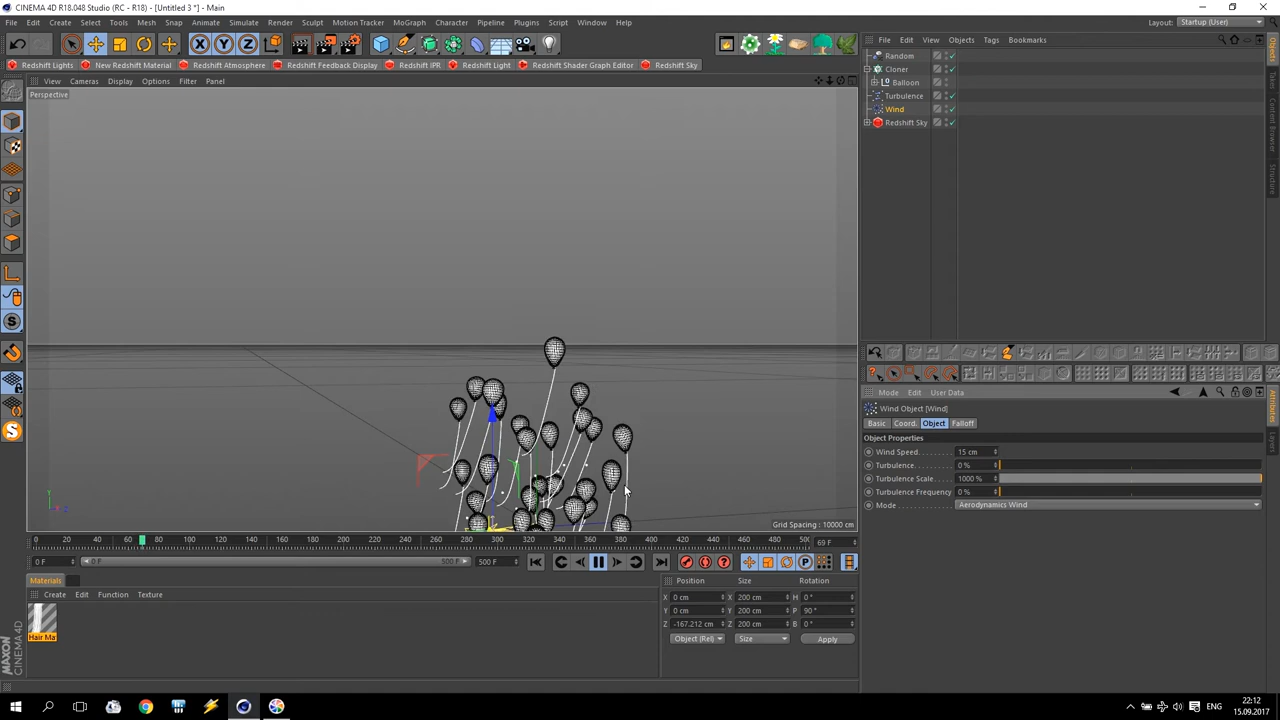 CINEMA 4D R18.048 Studio (RC - R18) - [Untitled 3 *] - Main
File Edit Create Select Tools Mesh Snap Animate Simulate Render Sculpt Motion Tracker MoGraph Character Pipeline Plugins Script Window Help
Layout: Startup (User)
X Y Z
File Edit View Objects Tags Bookmarks
Redshift Lights New Redshift Material Redshift Atmosphere Redshift Feedback Display Redshift IPR Redshift Light Redshift Shader Graph Editor Redshift Sky
View Cameras Display Options Filter Panel
Perspective
Random
Cloner
Balloon
Turbulence
Wind
Redshift Sky
Objects
Takes
Content Browser
Structure
Mode Edit User Data
Wind Object [Wind]
Basic Coord. Object Falloff
Object Properties
Wind Speed 15 cm
Turbulence 0 %
Turbulence Scale 1000 %
Turbulence Frequency 0 %
Mode Aerodynamics Wind
Attributes
Layers
Y
Z
Grid Spacing : 10000 cm
0 20 40 60 80 100 120 140 160 180 200 220 240 260 280 300 320 340 360 380 400 420 440 460 480 500
69 F
0 F 0 F 500 F 500 F
Materials
Create Edit Function Texture
Hair Ma
Position Size Rotation
X 0 cm X 200 cm H 0 °
Y 0 cm Y 200 cm P 90 °
Z -167.212 cm Z 200 cm B 0 °
Object (Rel) Size Apply
MAXON
CINEMA 4D
ENG
22:12
15.09.2017